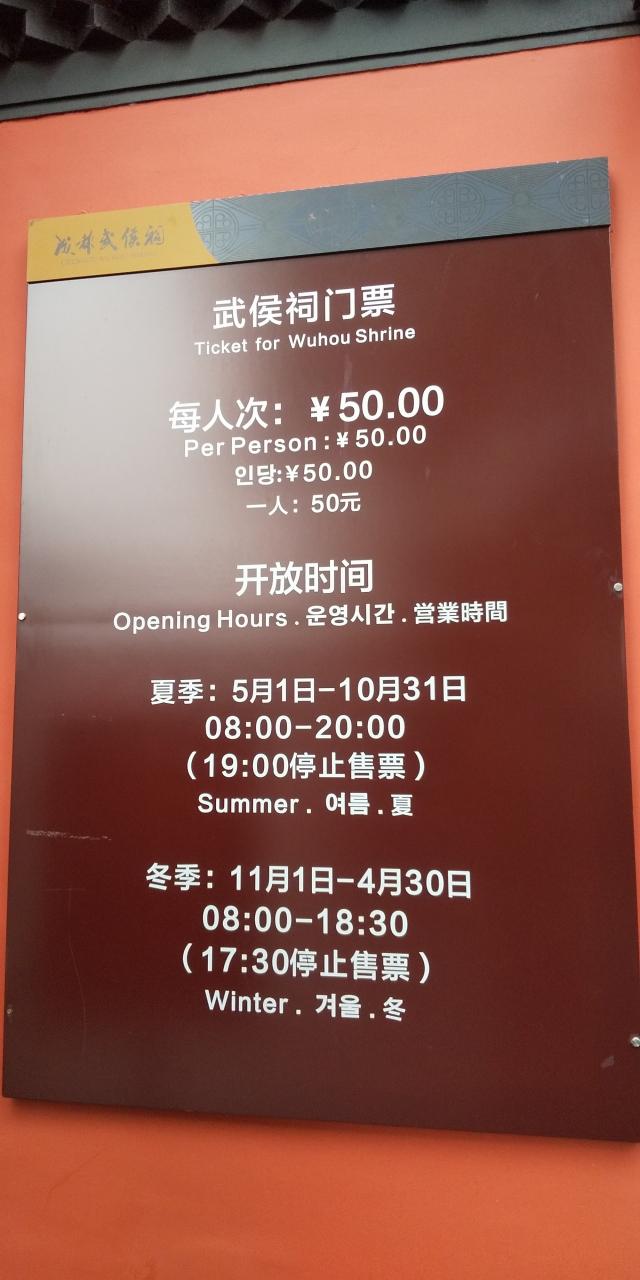 成都武侯祠
武侯祠门票
Ticket for Wuhou Shrine
每人次：￥50.00
Per Person:￥50.00
인당:￥50.00
一人：50元
开放时间
Opening Hours . 운영시간 . 営業時間
夏季：5月1日-10月31日
08:00-20:00
（19:00停止售票）
Summer . 여름 . 夏
冬季：11月1日-4月30日
08:00-18:30
（17:30停止售票）
Winter . 겨울 . 冬